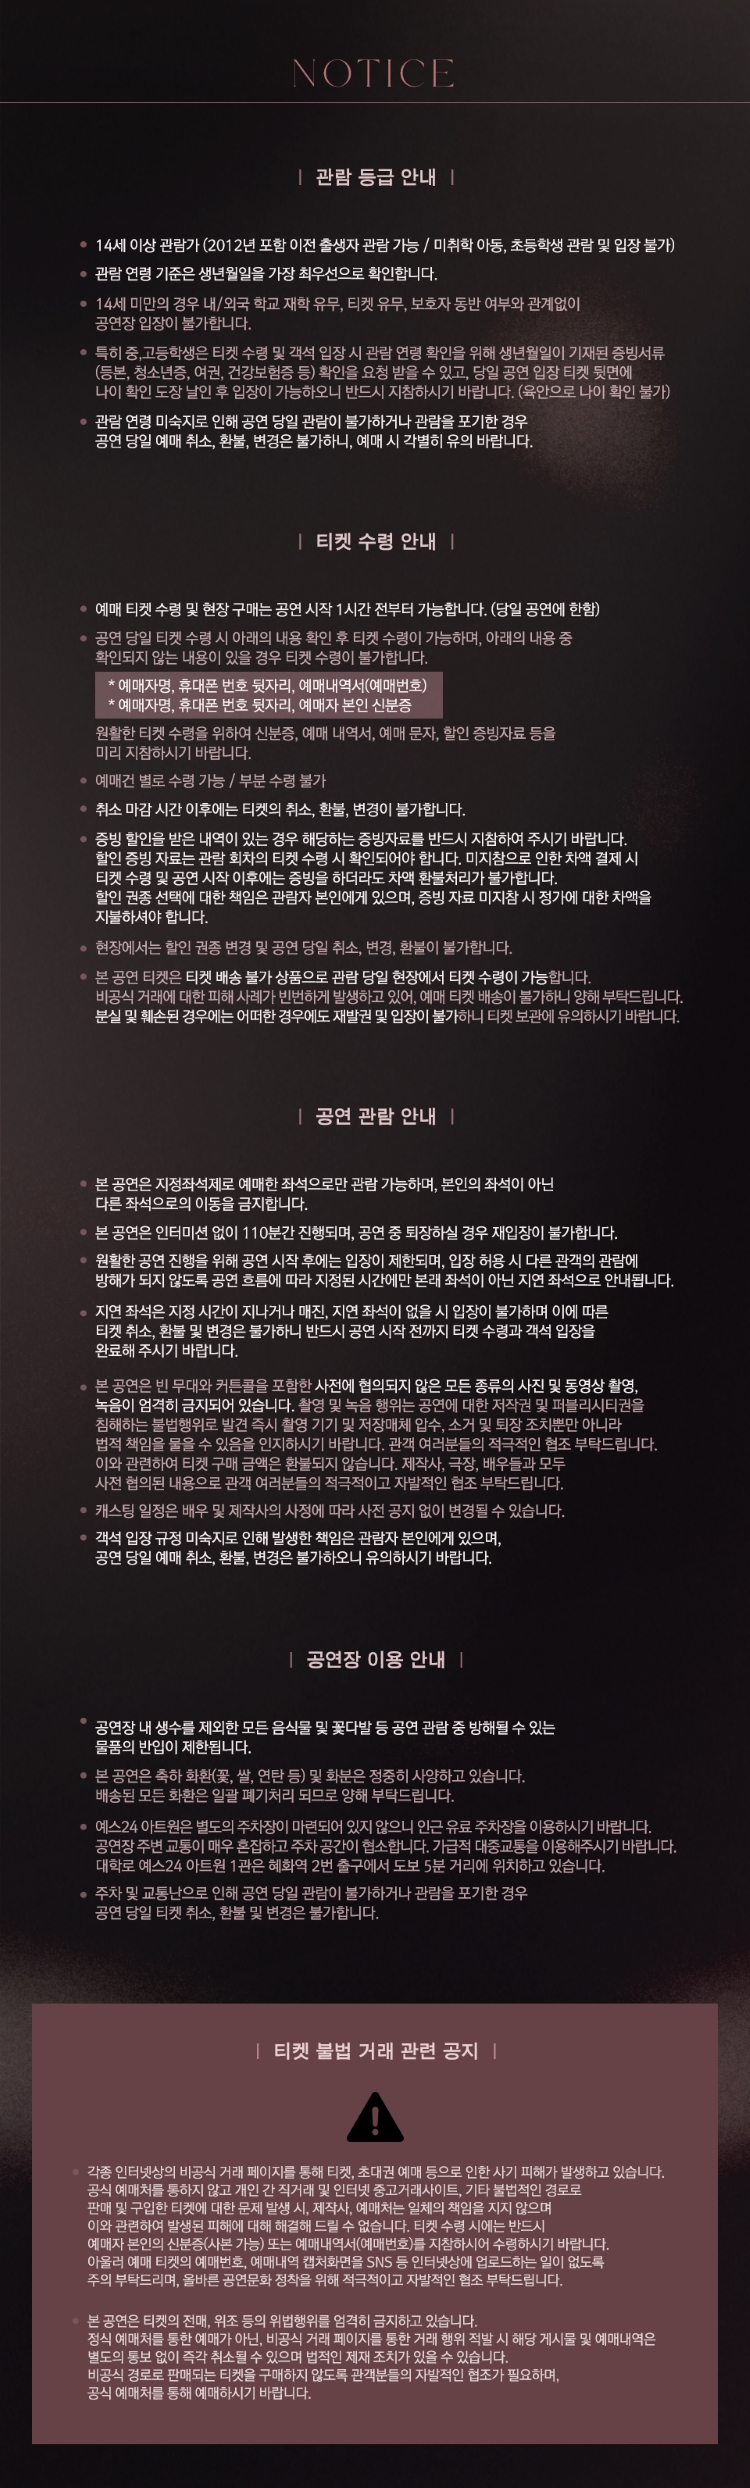 NOTICE
| 관람 등급 안내 |
• 14세 이상 관람가 (2012년 포함 이전 출생자 관람 가능 / 미취학 아동, 초등학생 관람 및 입장 불가)
• 관람 연령 기준은 생년월일을 가장 최우선으로 확인합니다.
• 14세 미만의 경우 내/외국 학교 재학 유무, 티켓 유무, 보호자 동반 여부와 관계없이
공연장 입장이 불가합니다.
• 특히 중,고등학생은 티켓 수령 및 객석 입장 시 관람 연령 확인을 위해 생년월일이 기재된 증빙서류
(등본, 청소년증, 여권, 건강보험증 등) 확인을 요청 받을 수 있고, 당일 공연 입장 티켓 뒷면에
나이 확인 도장 날인 후 입장이 가능하오니 반드시 지참하시기 바랍니다. (육안으로 나이 확인 불가)
• 관람 연령 미숙지로 인해 공연 당일 관람이 불가하거나 관람을 포기한 경우
공연 당일 예매 취소, 환불, 변경은 불가하니, 예매 시 각별히 유의 바랍니다.
| 티켓 수령 안내 |
• 예매 티켓 수령 및 현장 구매는 공연 시작 1시간 전부터 가능합니다. (당일 공연에 한함)
• 공연 당일 티켓 수령 시 아래의 내용 확인 후 티켓 수령이 가능하며, 아래의 내용 중
확인되지 않는 내용이 있을 경우 티켓 수령이 불가합니다.
* 예매자명, 휴대폰 번호 뒷자리, 예매내역서(예매번호)
* 예매자명, 휴대폰 번호 뒷자리, 예매자 본인 신분증
원활한 티켓 수령을 위하여 신분증, 예매 내역서, 예매 문자, 할인 증빙자료 등을
미리 지참하시기 바랍니다.
• 예매건 별로 수령 가능 / 부분 수령 불가
• 취소 마감 시간 이후에는 티켓의 취소, 환불, 변경이 불가합니다.
• 증빙 할인을 받은 내역이 있는 경우 해당하는 증빙자료를 반드시 지참하여 주시기 바랍니다.
할인 증빙 자료는 관람 회차의 티켓 수령 시 확인되어야 합니다. 미지참으로 인한 차액 결제 시
티켓 수령 및 공연 시작 이후에는 증빙을 하더라도 차액 환불처리가 불가합니다.
할인 권종 선택에 대한 책임은 관람자 본인에게 있으며, 증빙 자료 미지참 시 정가에 대한 차액을
지불하셔야 합니다.
• 현장에서는 할인 권종 변경 및 공연 당일 취소, 변경, 환불이 불가합니다.
• 본 공연 티켓은 티켓 배송 불가 상품으로 관람 당일 현장에서 티켓 수령이 가능합니다.
비공식 거래에 대한 피해 사례가 빈번하게 발생하고 있어, 예매 티켓 배송이 불가하니 양해 부탁드립니다.
분실 및 훼손된 경우에는 어떠한 경우에도 재발권 및 입장이 불가하니 티켓 보관에 유의하시기 바랍니다.
| 공연 관람 안내 |
• 본 공연은 지정좌석제로 예매한 좌석으로만 관람 가능하며, 본인의 좌석이 아닌
다른 좌석으로의 이동을 금지합니다.
• 본 공연은 인터미션 없이 110분간 진행되며, 공연 중 퇴장하실 경우 재입장이 불가합니다.
• 원활한 공연 진행을 위해 공연 시작 후에는 입장이 제한되며, 입장 허용 시 다른 관객의 관람에
방해가 되지 않도록 공연 흐름에 따라 지정된 시간에만 본래 좌석이 아닌 지연 좌석으로 안내됩니다.
• 지연 좌석은 지정 시간이 지나거나 매진, 지연 좌석이 없을 시 입장이 불가하며 이에 따른
티켓 취소, 환불 및 변경은 불가하니 반드시 공연 시작 전까지 티켓 수령과 객석 입장을
완료해 주시기 바랍니다.
• 본 공연은 빈 무대와 커튼콜을 포함한 사전에 협의되지 않은 모든 종류의 사진 및 동영상 촬영,
녹음이 엄격히 금지되어 있습니다. 촬영 및 녹음 행위는 공연에 대한 저작권 및 퍼블리시티권을
침해하는 불법행위로 발견 즉시 촬영 기기 및 저장매체 압수, 소거 및 퇴장 조치뿐만 아니라
법적 책임을 물을 수 있음을 인지하시기 바랍니다. 관객 여러분들의 적극적인 협조 부탁드립니다.
이와 관련하여 티켓 구매 금액은 환불되지 않습니다. 제작사, 극장, 배우들과 모두
사전 협의된 내용으로 관객 여러분들의 적극적이고 자발적인 협조 부탁드립니다.
• 캐스팅 일정은 배우 및 제작사의 사정에 따라 사전 공지 없이 변경될 수 있습니다.
• 객석 입장 규정 미숙지로 인해 발생한 책임은 관람자 본인에게 있으며,
공연 당일 예매 취소, 환불, 변경은 불가하오니 유의하시기 바랍니다.
| 공연장 이용 안내 |
• 공연장 내 생수를 제외한 모든 음식물 및 꽃다발 등 공연 관람 중 방해될 수 있는
물품의 반입이 제한됩니다.
• 본 공연은 축하 화환(꽃, 쌀, 연탄 등) 및 화분은 정중히 사양하고 있습니다.
배송된 모든 화환은 일괄 폐기처리 되므로 양해 부탁드립니다.
• 예스24 아트원은 별도의 주차장이 마련되어 있지 않으니 인근 유료 주차장을 이용하시기 바랍니다.
공연장 주변 교통이 매우 혼잡하고 주차 공간이 협소합니다. 가급적 대중교통을 이용해주시기 바랍니다.
대학로 예스24 아트원 1관은 혜화역 2번 출구에서 도보 5분 거리에 위치하고 있습니다.
• 주차 및 교통난으로 인해 공연 당일 관람이 불가하거나 관람을 포기한 경우
공연 당일 티켓 취소, 환불 및 변경은 불가합니다.
| 티켓 불법 거래 관련 공지 |
• 각종 인터넷상의 비공식 거래 페이지를 통해 티켓, 초대권 예매 등으로 인한 사기 피해가 발생하고 있습니다.
공식 예매처를 통하지 않고 개인 간 직거래 및 인터넷 중고거래사이트, 기타 불법적인 경로로
판매 및 구입한 티켓에 대한 문제 발생 시, 제작사, 예매처는 일체의 책임을 지지 않으며
이와 관련하여 발생된 피해에 대해 해결해 드릴 수 없습니다. 티켓 수령 시에는 반드시
예매자 본인의 신분증(사본 가능) 또는 예매내역서(예매번호)를 지참하시어 수령하시기 바랍니다.
아울러 예매 티켓의 예매번호, 예매내역 캡처화면을 SNS 등 인터넷상에 업로드하는 일이 없도록
주의 부탁드리며, 올바른 공연문화 정착을 위해 적극적이고 자발적인 협조 부탁드립니다.
• 본 공연은 티켓의 전매, 위조 등의 위법행위를 엄격히 금지하고 있습니다.
정식 예매처를 통한 예매가 아닌, 비공식 거래 페이지를 통한 거래 행위 적발 시 해당 게시물 및 예매내역은
별도의 통보 없이 즉각 취소될 수 있으며 법적인 제재 조치가 있을 수 있습니다.
비공식 경로로 판매되는 티켓을 구매하지 않도록 관객분들의 자발적인 협조가 필요하며,
공식 예매처를 통해 예매하시기 바랍니다.